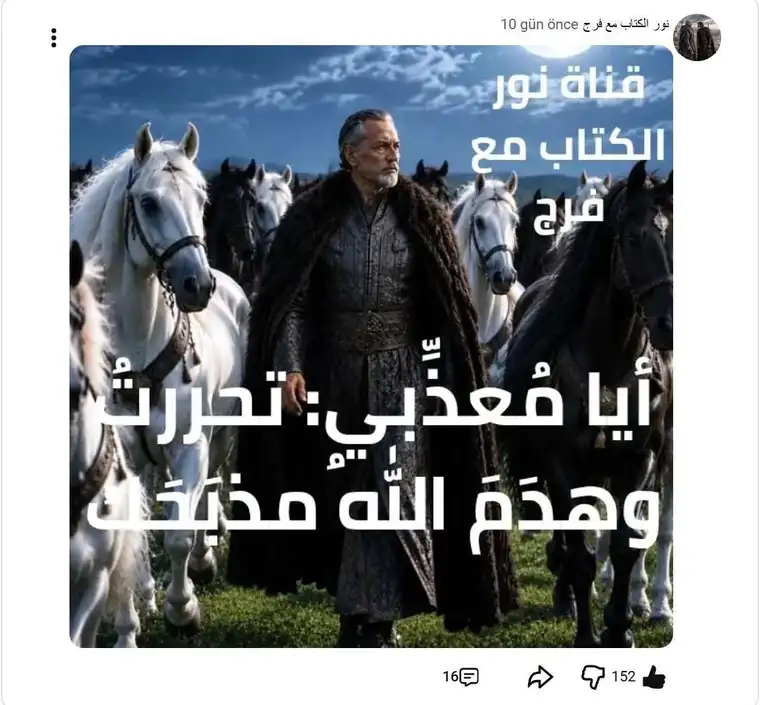 نور الكتاب مع فرج 10 gün önce
قناة نور
الكتاب مع
فرج
أيا مُعذِّبي: تحررتُ
وهدَمَ اللهُ مذبَحَك
16
152